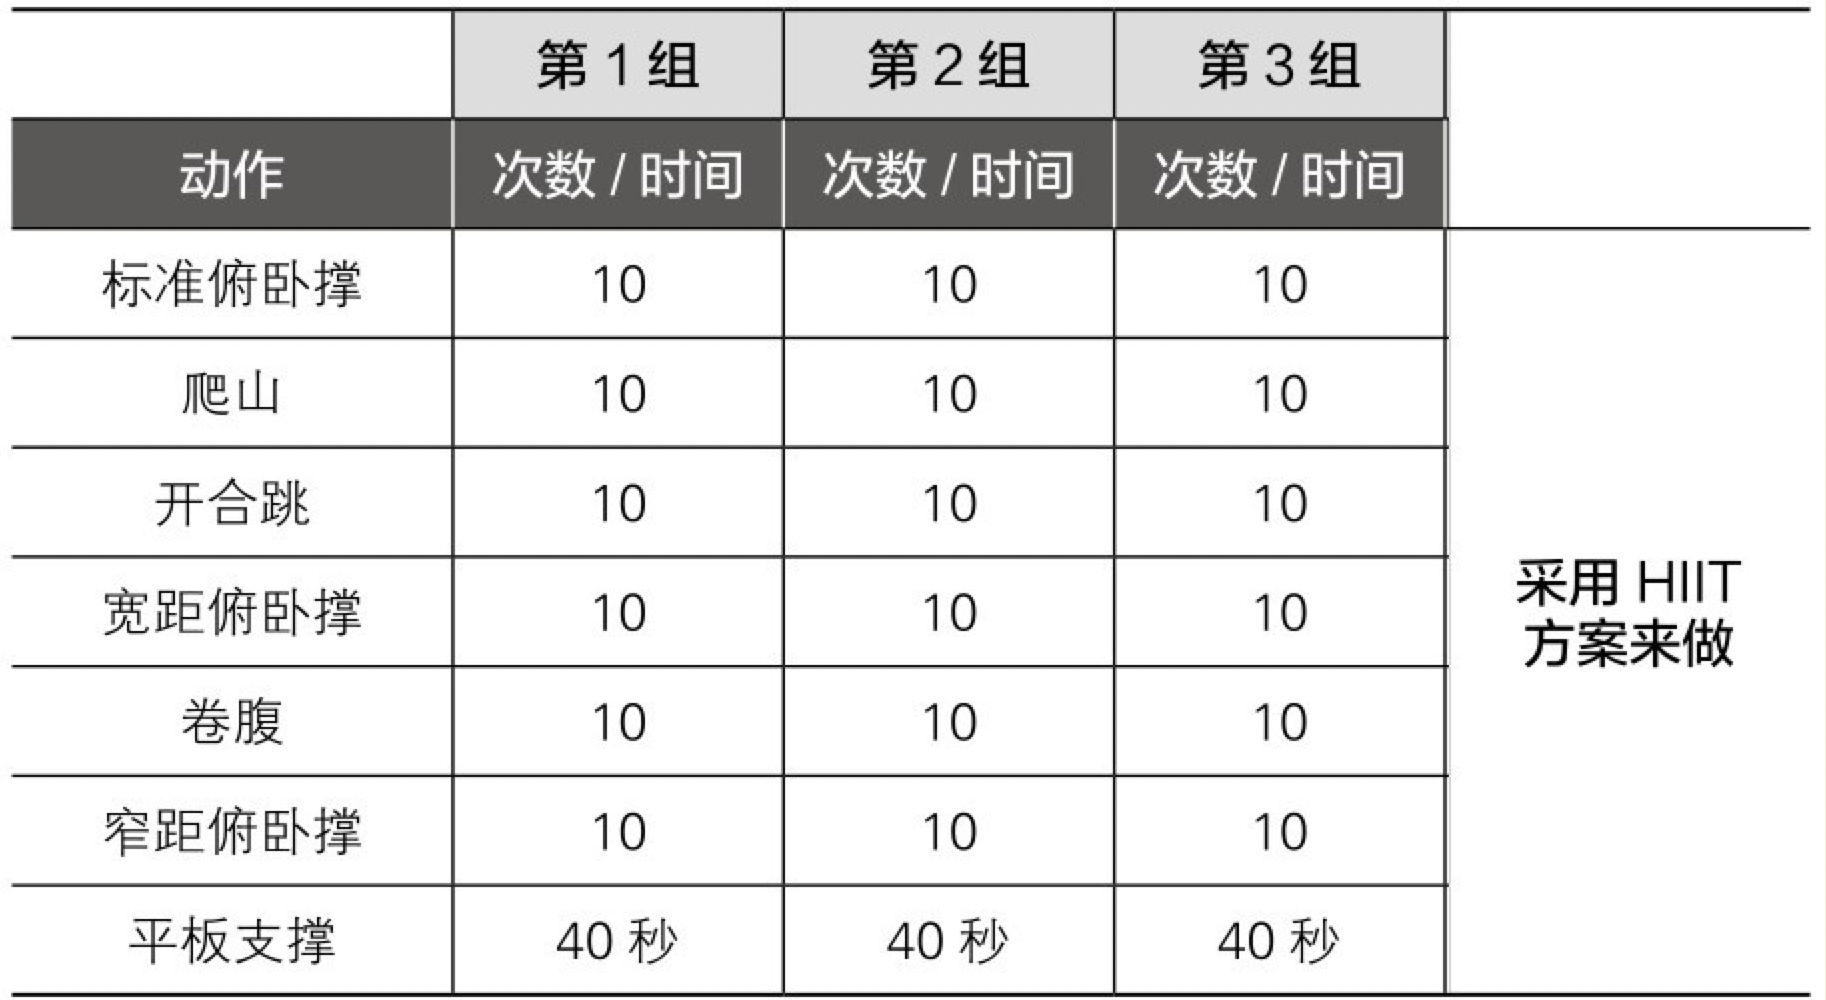 第 1 组 第 2 组 第 3 组
动作 次数 / 时间 次数 / 时间 次数 / 时间
标准俯卧撑 10 10 10
爬山 10 10 10
开合跳 10 10 10
宽距俯卧撑 10 10 10
采用 HIIT
方案来做
卷腹 10 10 10
窄距俯卧撑 10 10 10
平板支撑 40 秒 40 秒 40 秒